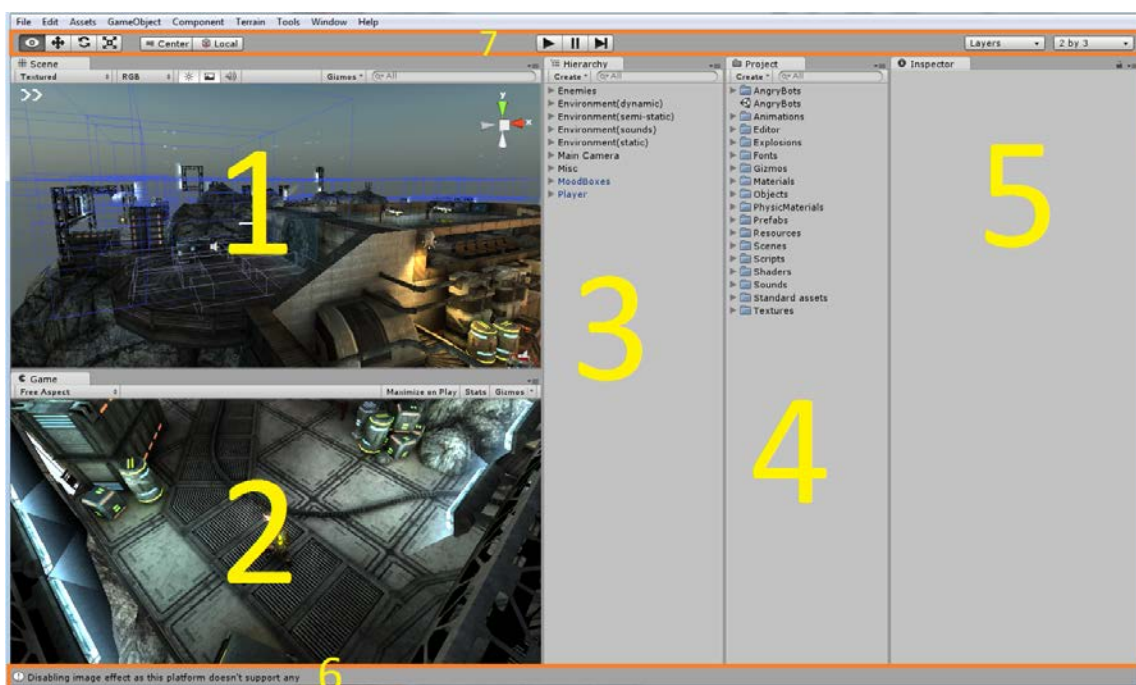 File Edit Assets GameObject Component Terrain Tools Window Help
7
Center Local
Layers 2 by 3
Scene
Textured RGB Gizmos All
y
x
1
Game
Free Aspect Maximize on Play Stats Gizmos
2
Hierarchy
Create All
Enemies
Environment(dynamic)
Environment(semi-static)
Environment(sounds)
Environment(static)
Main Camera
Misc
MoodBoxes
Player
3
Project
Create All
AngryBots
AngryBots
Animations
Editor
Explosions
Fonts
Gizmos
Materials
Objects
PhysicMaterials
Prefabs
Resources
Scenes
Scripts
Shaders
Sounds
Standard assets
Textures
4
Inspector
5
Disabling image effect as this platform doesn't support any
6